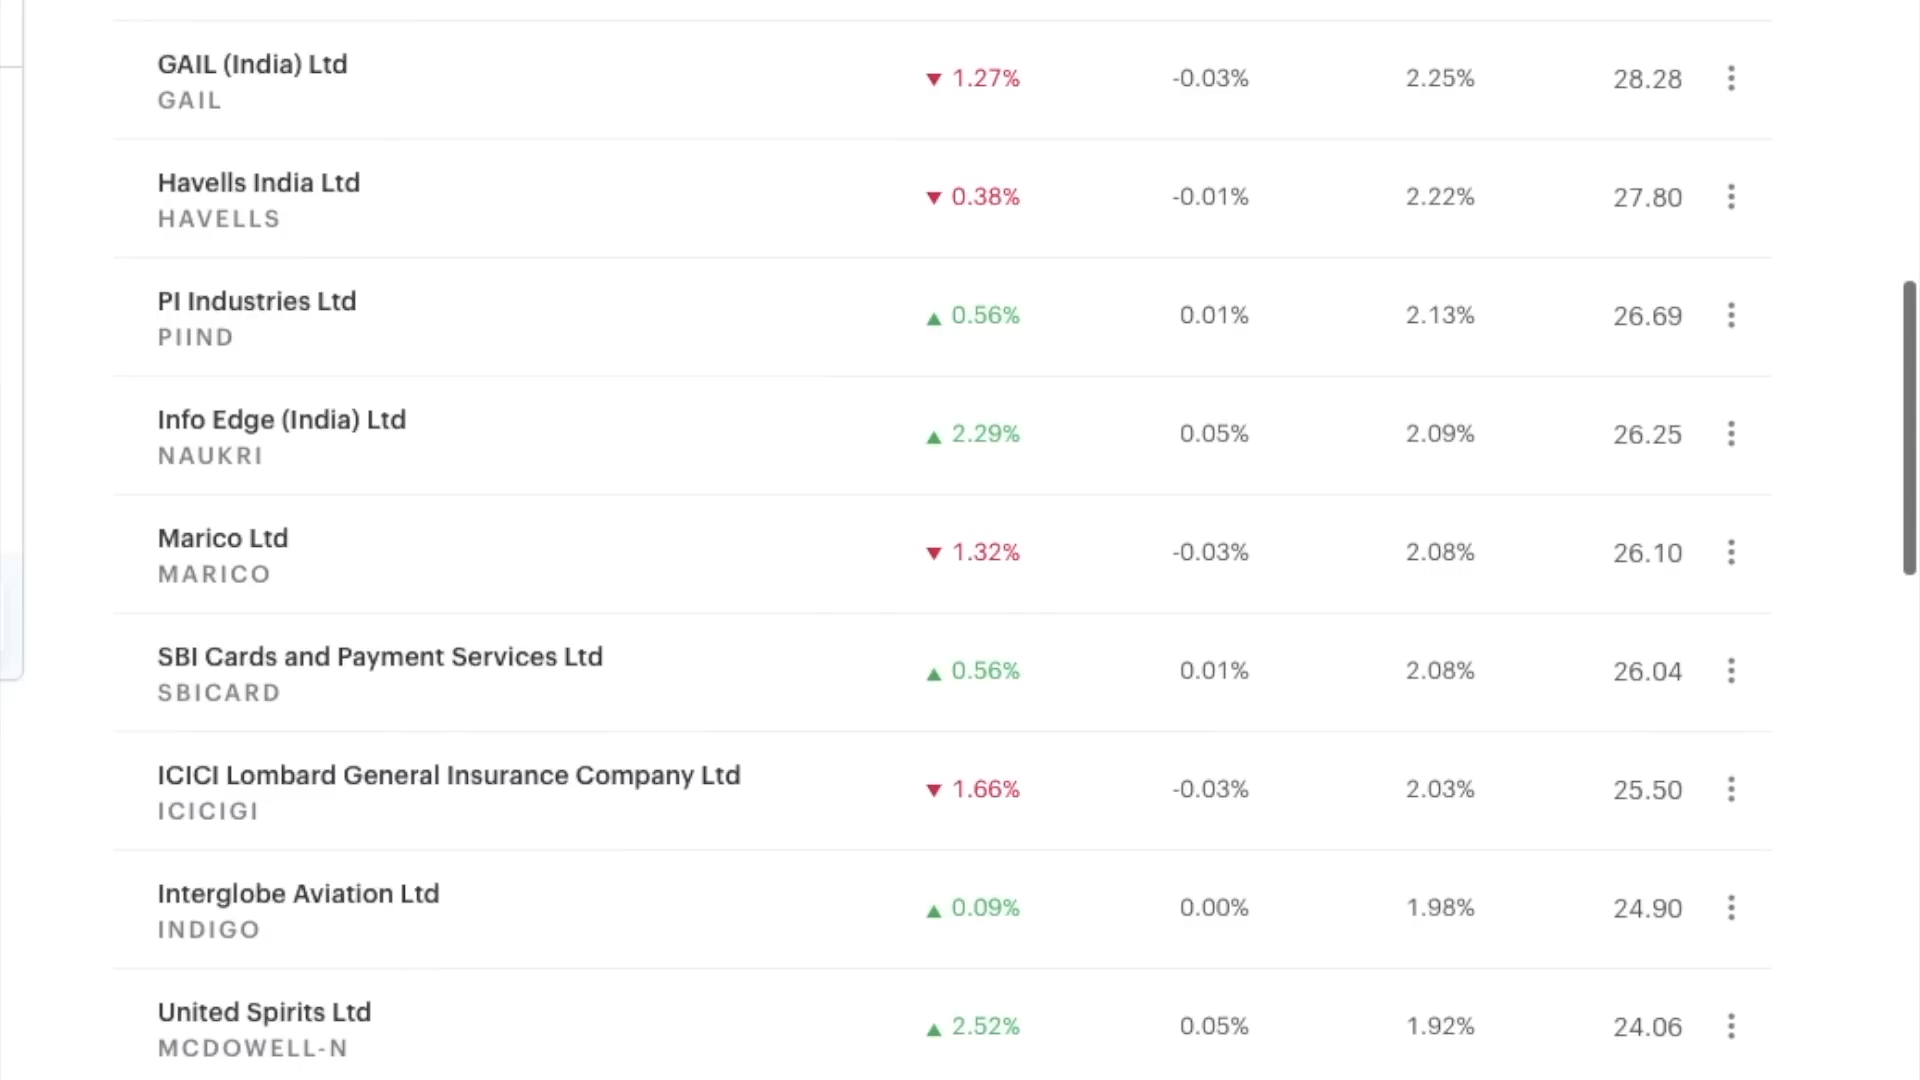 GAIL (India) Ltd
GAIL
▼ 1.27% -0.03% 2.25% 28.28
Havells India Ltd
HAVELLS
▼ 0.38% -0.01% 2.22% 27.80
PI Industries Ltd
PIIND
▲ 0.56% 0.01% 2.13% 26.69
Info Edge (India) Ltd
NAUKRI
▲ 2.29% 0.05% 2.09% 26.25
Marico Ltd
MARICO
▼ 1.32% -0.03% 2.08% 26.10
SBI Cards and Payment Services Ltd
SBICARD
▲ 0.56% 0.01% 2.08% 26.04
ICICI Lombard General Insurance Company Ltd
ICICIGI
▼ 1.66% -0.03% 2.03% 25.50
Interglobe Aviation Ltd
INDIGO
▲ 0.09% 0.00% 1.98% 24.90
United Spirits Ltd
MCDOWELL-N
▲ 2.52% 0.05% 1.92% 24.06